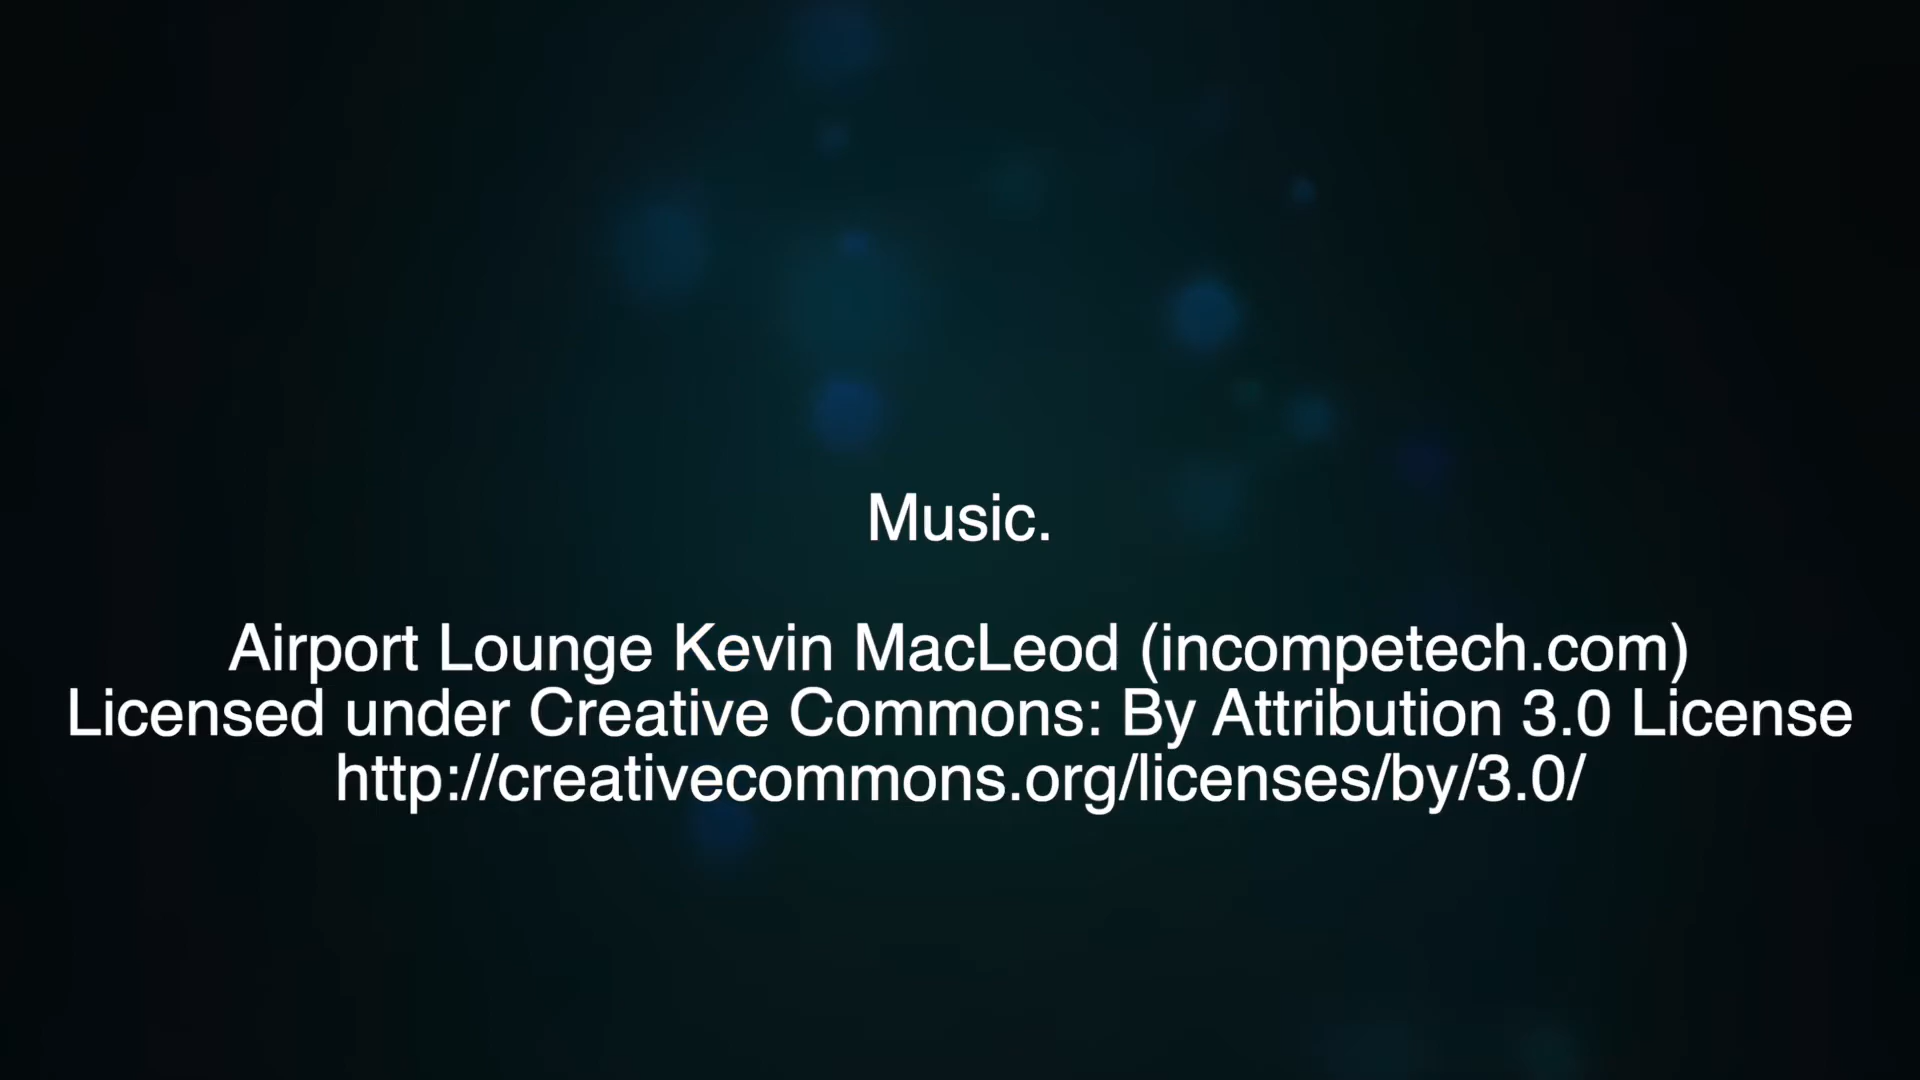 Music.
Airport Lounge Kevin MacLeod (incompetech.com)
Licensed under Creative Commons: By Attribution 3.0 License
http://creativecommons.org/licenses/by/3.0/